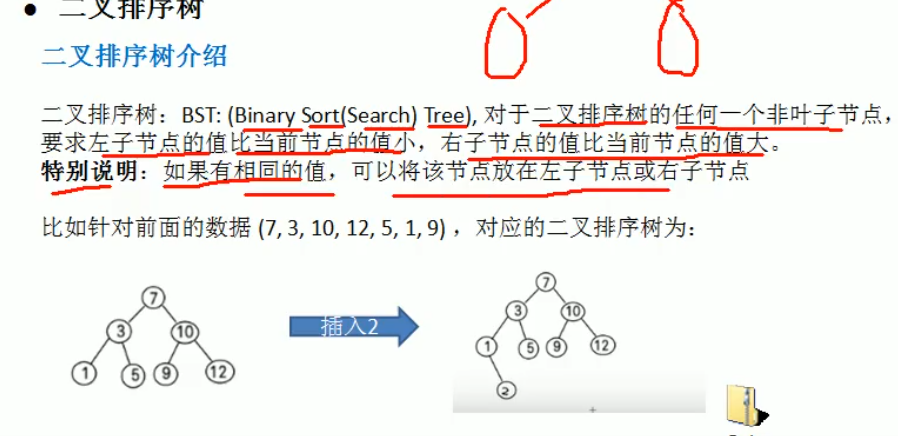 ● 二叉排序树
二叉排序树介绍
二叉排序树：BST: (Binary Sort(Search) Tree), 对于二叉排序树的任何一个非叶子节点，
要求左子节点的值比当前节点的值小，右子节点的值比当前节点的值大。
特别说明：如果有相同的值，可以将该节点放在左子节点或右子节点
比如针对前面的数据 (7, 3, 10, 12, 5, 1, 9) ，对应的二叉排序树为：
7
3 10
1 5 9 12
插入2
7
3 10
1 5 9 12
2